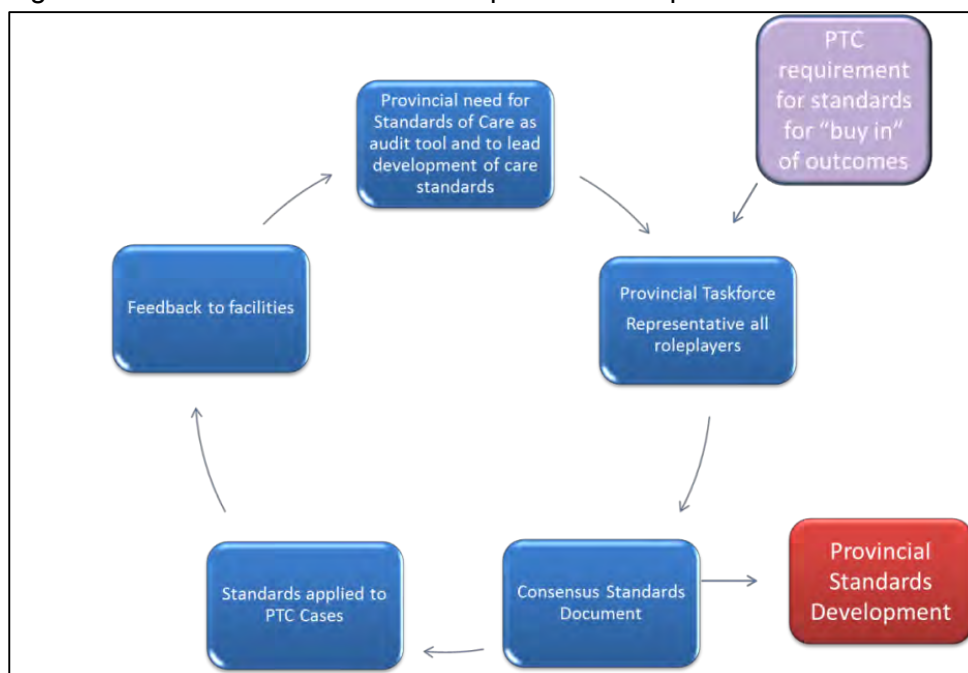 PTC
requirement
for standards
for “buy in”
of outcomes
Provincial need for
Standards of Care as
audit tool and to lead
development of care
standards
Provincial Taskforce
Representative all
roleplayers
Feedback to facilities
Consensus Standards
Document
Provincial
Standards
Development
Standards applied to
PTC Cases